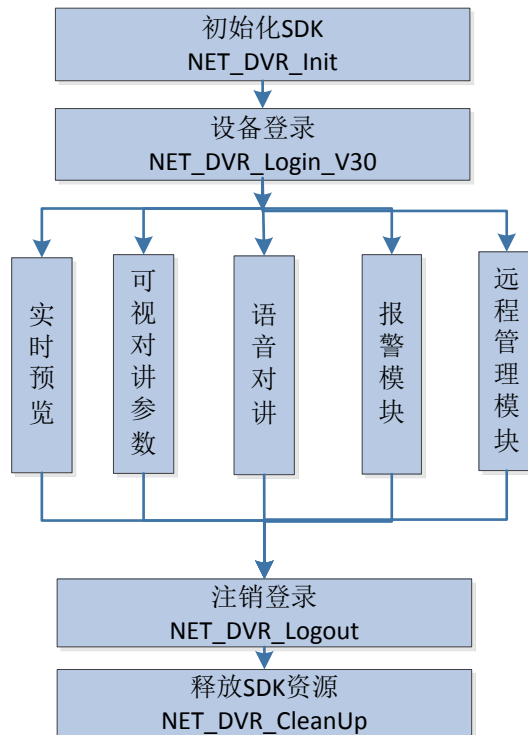 初始化SDK
NET_DVR_Init
设备登录
NET_DVR_Login_V30
实时预览
可视对讲参数
语音对讲
报警模块
远程管理模块
注销登录
NET_DVR_Logout
释放SDK资源
NET_DVR_CleanUp